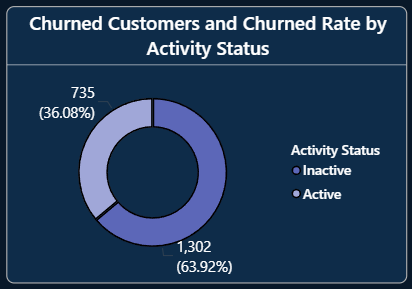 Churned Customers and Churned Rate by
Activity Status
735
(36.08%)
Activity Status
Inactive
Active
1,302
(63.92%)